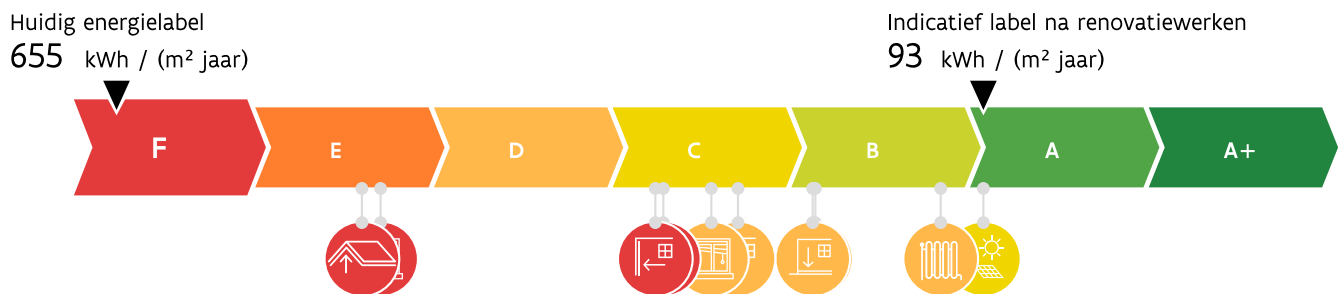 Huidig energielabel
655 kWh / (m² jaar)
Indicatief label na renovatiewerken
93 kWh / (m² jaar)
F E D C B A A+